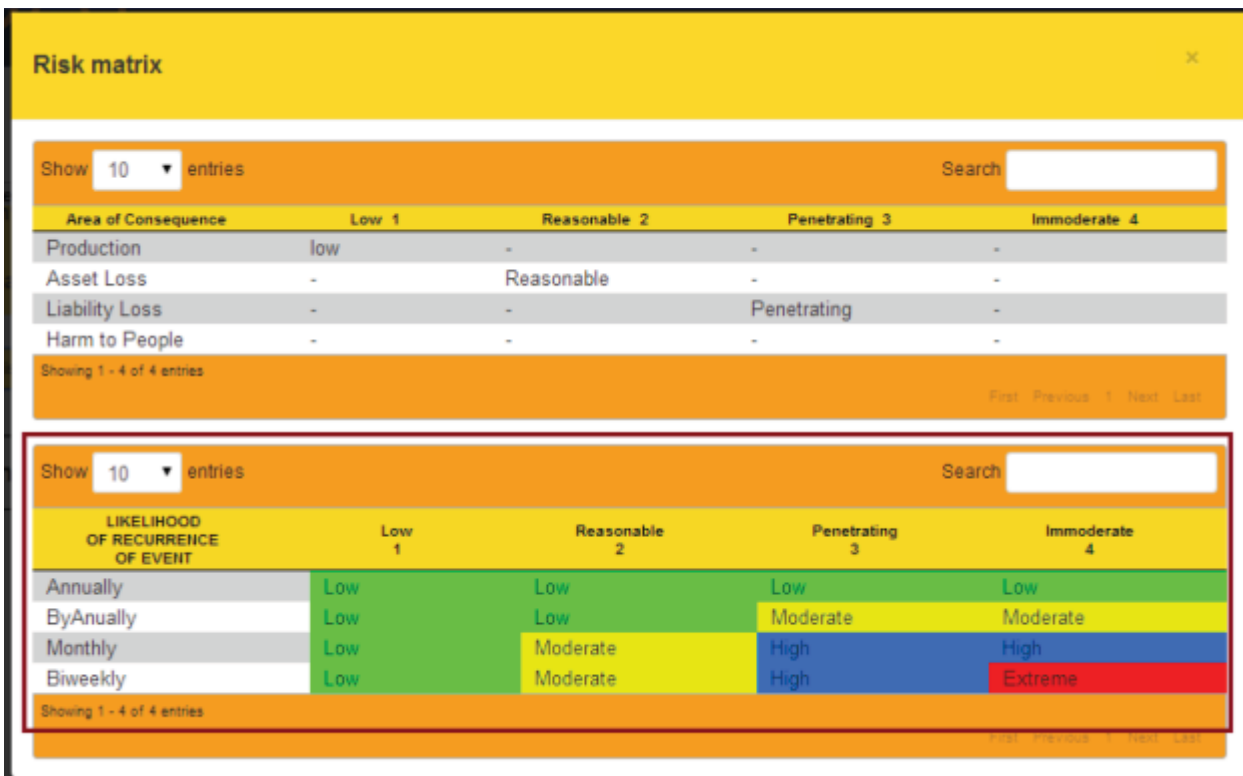 Risk matrix ×
Show 10 entries Search
Area of Consequence Low 1 Reasonable 2 Penetrating 3 Immoderate 4
Production low - - -
Asset Loss - Reasonable - -
Liability Loss - - Penetrating -
Harm to People - - - -
Showing 1 - 4 of 4 entries
First Previous 1 Next Last
Show 10 entries Search
LIKELIHOOD
OF RECURRENCE
OF EVENT
Low
1
Reasonable
2
Penetrating
3
Immoderate
4
Annually Low Low Low Low
ByAnually Low Low Moderate Moderate
Monthly Low Moderate High High
Biweekly Low Moderate High Extreme
Showing 1 - 4 of 4 entries
First Previous 1 Next Last